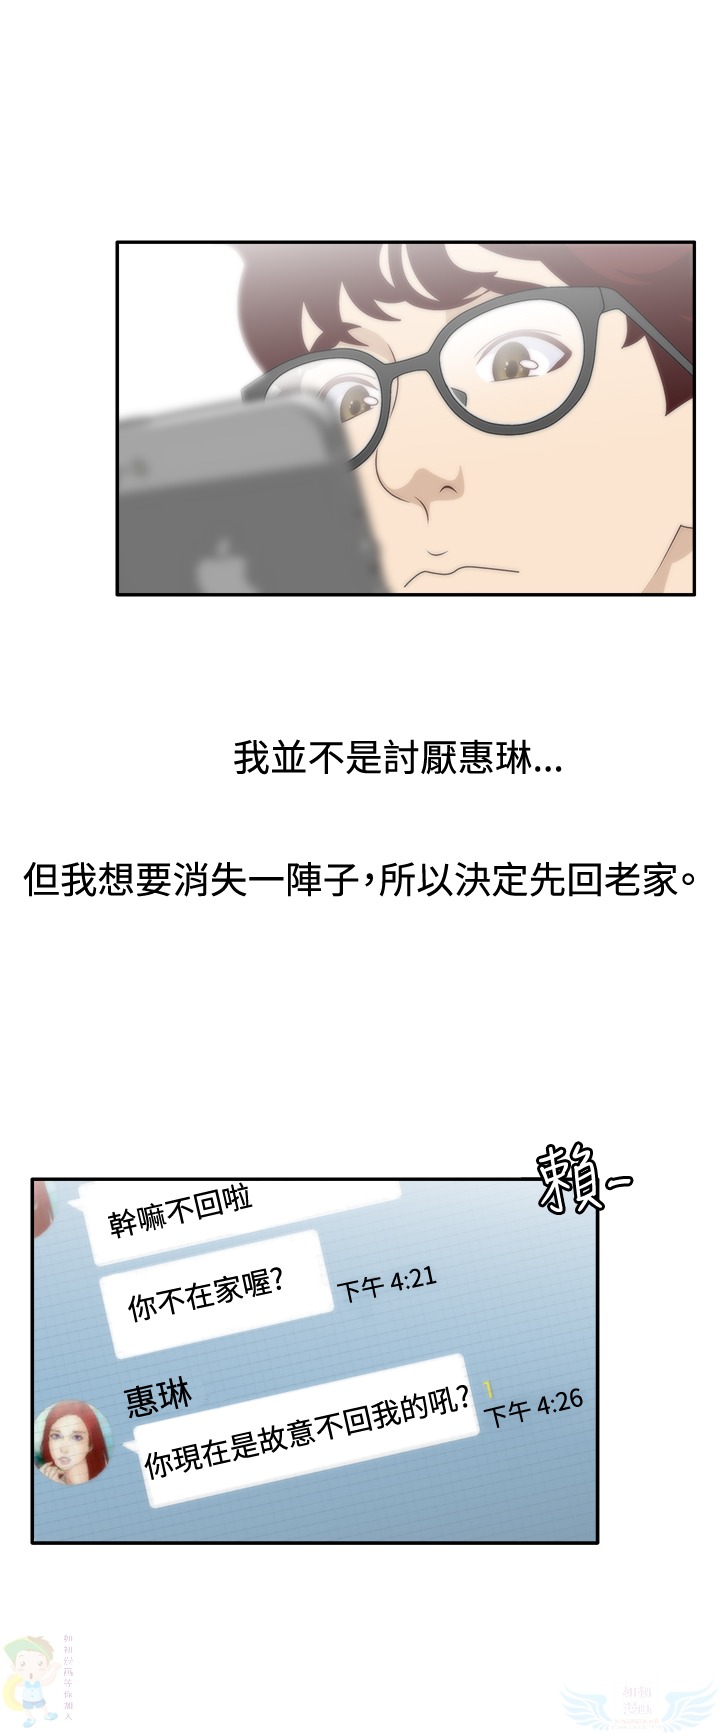 我並不是討厭惠琳...
但我想要消失一陣子，所以決定先回老家。
賴~
幹嘛不回啦
你不在家喔?
下午 4:21
惠琳
你現在是故意不回我的吼?
1
下午 4:26